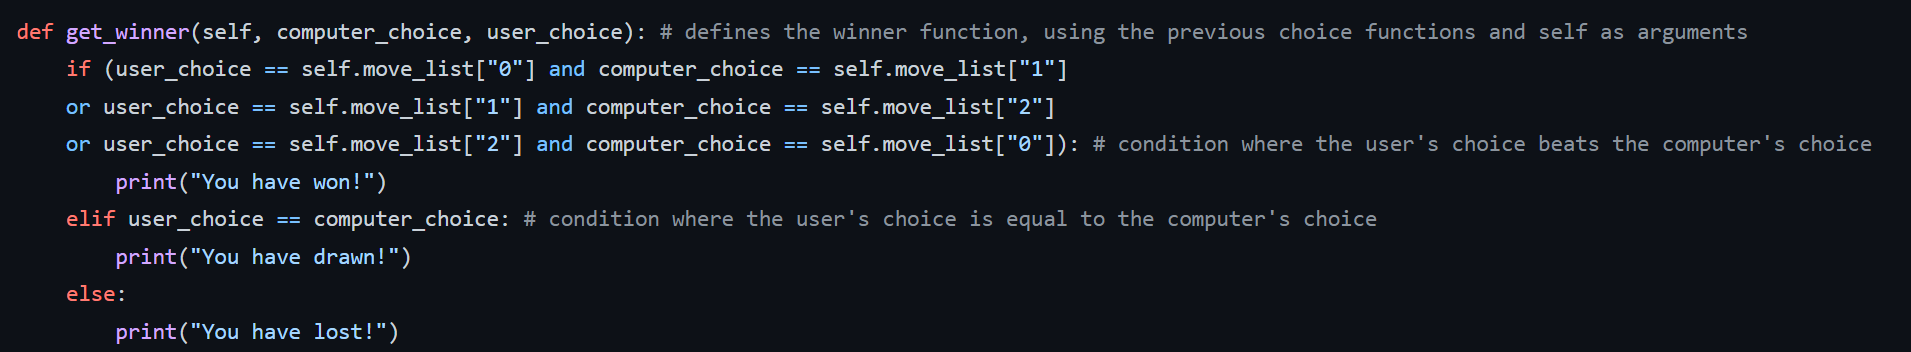 def get_winner(self, computer_choice, user_choice): # defines the winner function, using the previous choice functions and self as arguments
    if (user_choice == self.move_list["0"] and computer_choice == self.move_list["1"]
    or user_choice == self.move_list["1"] and computer_choice == self.move_list["2"]
    or user_choice == self.move_list["2"] and computer_choice == self.move_list["0"]): # condition where the user's choice beats the computer's choice
        print("You have won!")
    elif user_choice == computer_choice: # condition where the user's choice is equal to the computer's choice
        print("You have drawn!")
    else:
        print("You have lost!")